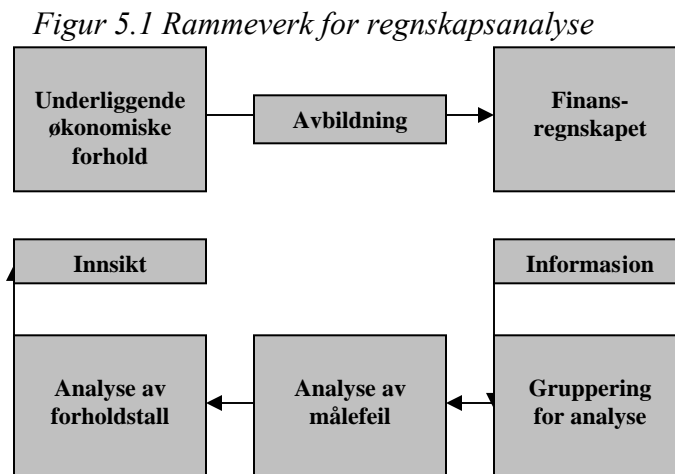 Figur 5.1 Rammeverk for regnskapsanalyse
Underliggende
økonomiske
forhold
Avbildning
Finans-
regnskapet
Innsikt
Informasjon
Analyse av
forholdstall
Analyse av
målefeil
Gruppering
for analyse